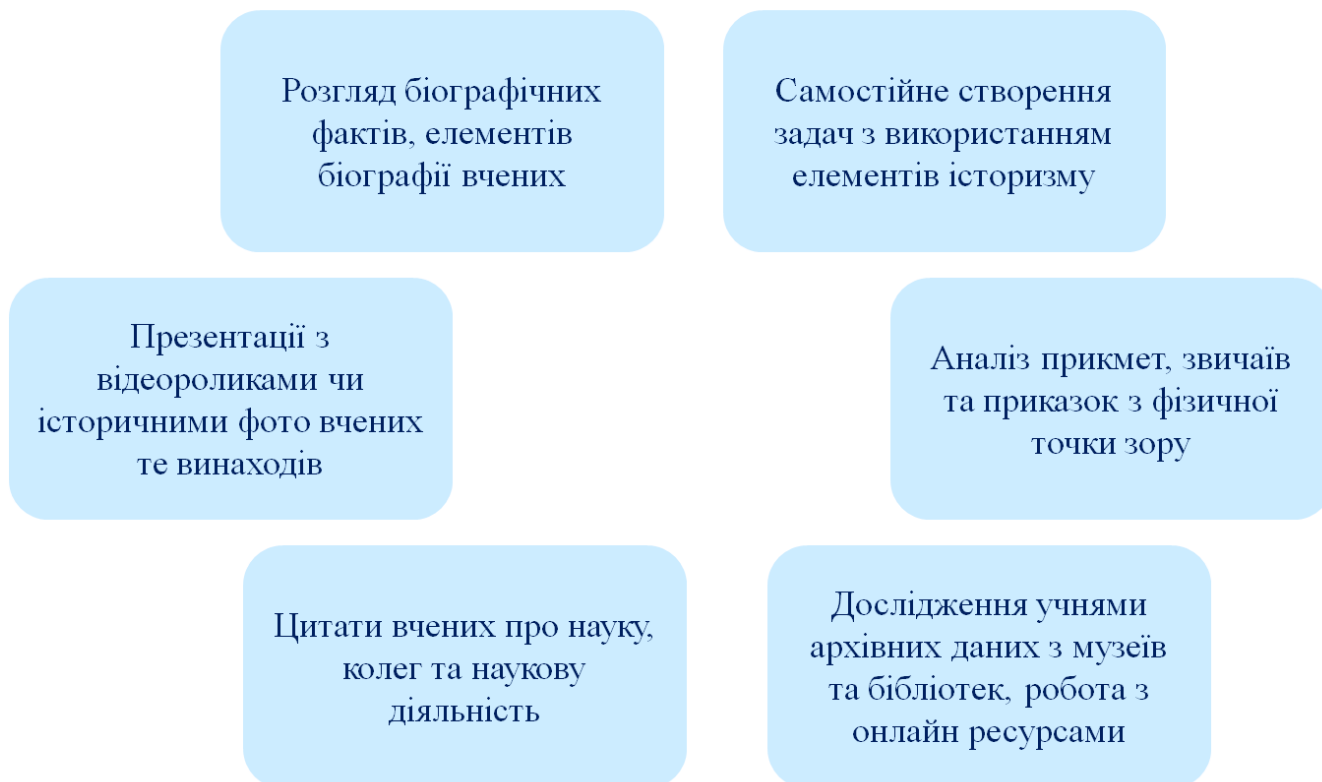 Розгляд біографічних
фактів, елементів
біографії вчених
Самостійне створення
задач з використанням
елементів історизму
Презентації з
відеороликами чи
історичними фото вчених
те винаходів
Аналіз прикмет, звичаїв
та приказок з фізичної
точки зору
Цитати вчених про науку,
колег та наукову
діяльність
Дослідження учнями
архівних даних з музеїв
та бібліотек, робота з
онлайн ресурсами